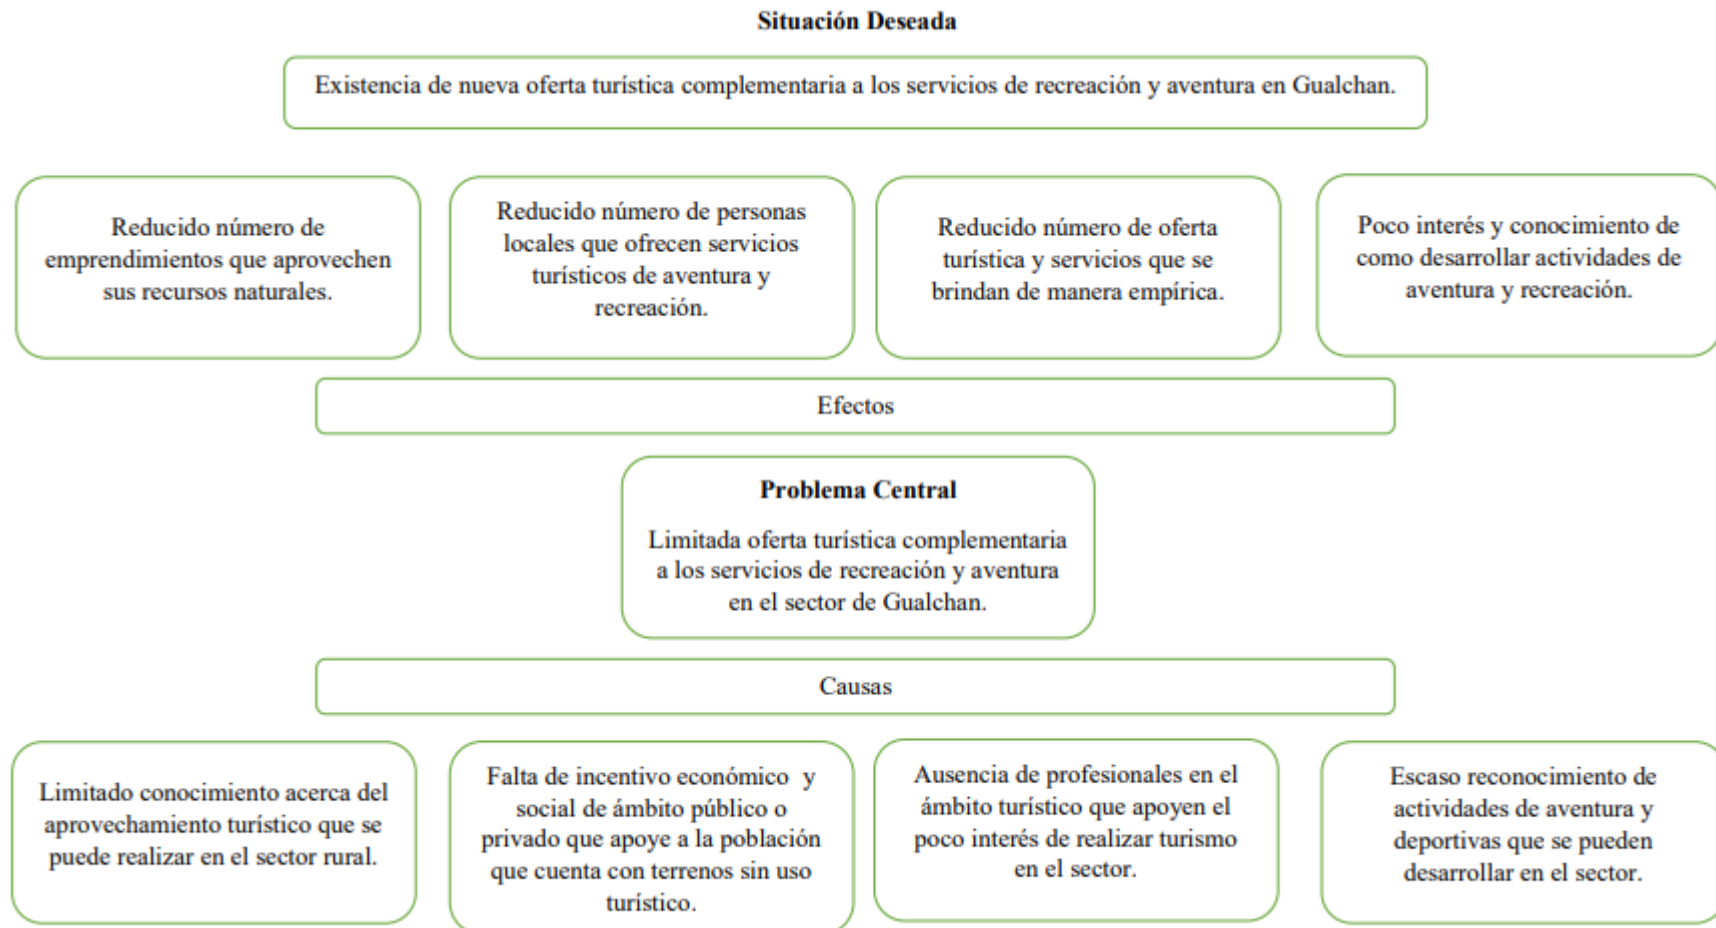 Situación Deseada
Existencia de nueva oferta turística complementaria a los servicios de recreación y aventura en Gualchan.
Reducido número de
emprendimientos que aprovechen
sus recursos naturales.
Reducido número de personas
locales que ofrecen servicios
turísticos de aventura y
recreación.
Reducido número de oferta
turística y servicios que se
brindan de manera empírica.
Poco interés y conocimiento de
como desarrollar actividades de
aventura y recreación.
Efectos
Problema Central
Limitada oferta turística complementaria
a los servicios de recreación y aventura
en el sector de Gualchan.
Causas
Limitado conocimiento acerca del
aprovechamiento turístico que se
puede realizar en el sector rural.
Falta de incentivo económico y
social de ámbito público o
privado que apoye a la población
que cuenta con terrenos sin uso
turístico.
Ausencia de profesionales en el
ámbito turístico que apoyen el
poco interés de realizar turismo
en el sector.
Escaso reconocimiento de
actividades de aventura y
deportivas que se pueden
desarrollar en el sector.